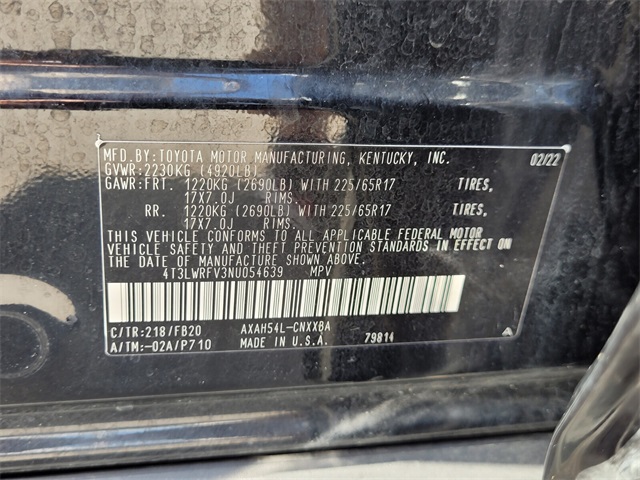 MFD.BY:TOYOTA MOTOR MANUFACTURING, KENTUCKY, INC. 02/22
GVWR:2230KG (4920LB)
GAWR:FRT. 1220KG (2690LB) WITH 225/65R17 TIRES,
17X7.0J RIMS.
RR. 1220KG (2690LB) WITH 225/65R17 TIRES,
17X7.0J RIMS.
THIS VEHICLE CONFORMS TO ALL APPLICABLE FEDERAL MOTOR
VEHICLE SAFETY AND THEFT PREVENTION STANDARDS IN EFFECT ON
THE DATE OF MANUFACTURE SHOWN ABOVE.
4T3LWRFV3NU054639 MPV
C/TR:218/FB20 AXAH54L-CNXXBA
A/TM:-02A/P710 MADE IN U.S.A. 79814 A